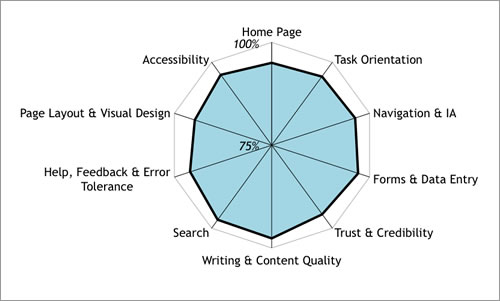 Home Page
100%
Accessibility
Task Orientation
Page Layout & Visual Design
Navigation & IA
75%
Help, Feedback & Error
Tolerance
Forms & Data Entry
Search
Trust & Credibility
Writing & Content Quality